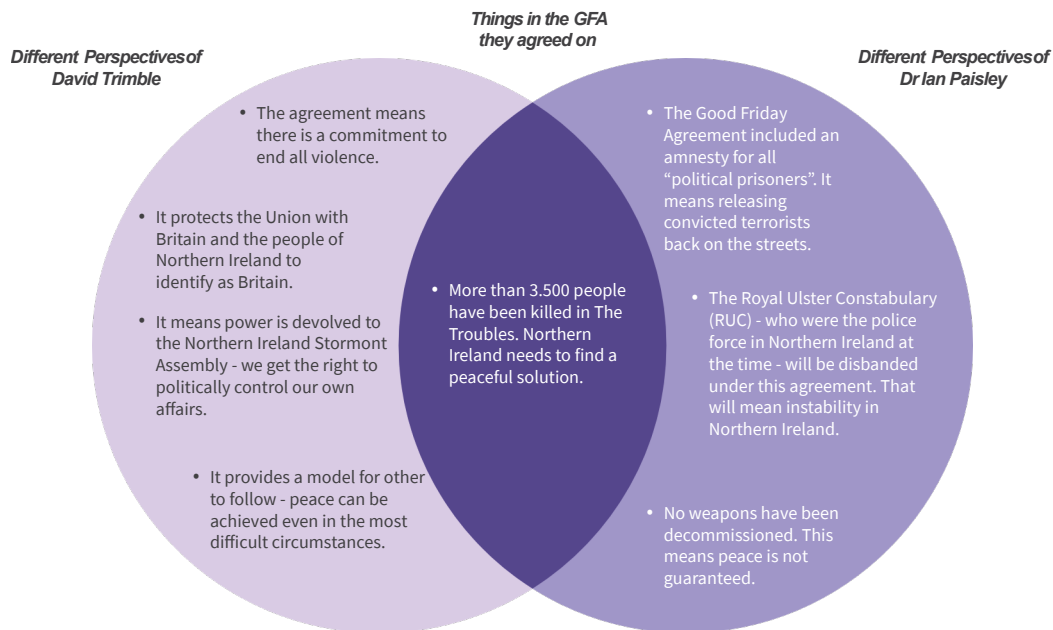 Things in the GFA
they agreed on
Different Perspectives of
David Trimble
Different Perspectives of
Dr Ian Paisley
• The agreement means
there is a commitment to
end all violence.
• It protects the Union with
Britain and the people of
Northern Ireland to
identify as Britain.
• It means power is devolved to
the Northern Ireland Stormont
Assembly - we get the right to
politically control our own
affairs.
• It provides a model for other
to follow - peace can be
achieved even in the most
difficult circumstances.
• More than 3.500 people
have been killed in The
Troubles. Northern
Ireland needs to find a
peaceful solution.
• The Good Friday
Agreement included an
amnesty for all
“political prisoners”. It
means releasing
convicted terrorists
back on the streets.
• The Royal Ulster Constabulary
(RUC) - who were the police
force in Northern Ireland at
the time - will be disbanded
under this agreement. That
will mean instability in
Northern Ireland.
• No weapons have been
decommissioned. This
means peace is not
guaranteed.